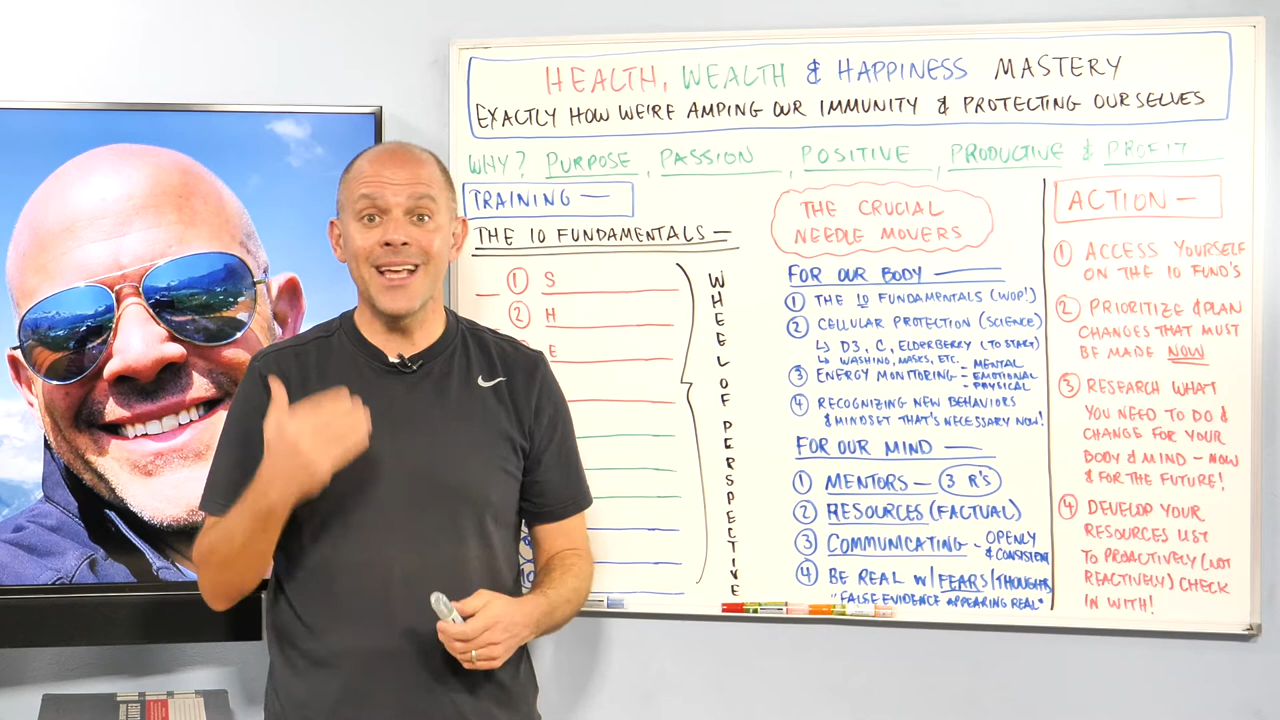 HEALTH, WEALTH & HAPPINESS MASTERY
EXACTLY HOW WE'RE AMPING OUR IMMUNITY & PROTECTING OURSELVES
WHY? PURPOSE, PASSION, POSITIVE, PRODUCTIVE & PROFIT
TRAINING —
THE 10 FUNDAMENTALS —
① S
② H
E
10
WHEEL OF PERSPECTIVE
THE CRUCIAL
NEEDLE MOVERS
FOR OUR BODY —
① THE 10 FUNDAMENTALS (WOP!)
② CELLULAR PROTECTION (SCIENCE)
↳ D3, C, ELDERBERRY (TO START)
↳ WASHING, MASKS, ETC.
③ ENERGY MONITORING
- MENTAL
- EMOTIONAL
- PHYSICAL
④ RECOGNIZING NEW BEHAVIORS
& MINDSET THAT'S NECESSARY NOW!
FOR OUR MIND —
① MENTORS — 3 R'S
② RESOURCES (FACTUAL)
③ COMMUNICATING - OPENLY
& CONSISTENT
④ BE REAL W/ FEARS/THOUGHTS
"FALSE EVIDENCE APPEARING REAL"
ACTION —
① ACCESS YOURSELF
ON THE 10 FUND'S
② PRIORITIZE & PLAN
CHANGES THAT MUST
BE MADE NOW
③ RESEARCH WHAT
YOU NEED TO DO &
CHANGE FOR YOUR
BODY & MIND - NOW
& FOR THE FUTURE!
④ DEVELOP YOUR
RESOURCES LIST
TO PROACTIVELY (NOT
REACTIVELY) CHECK
IN WITH!